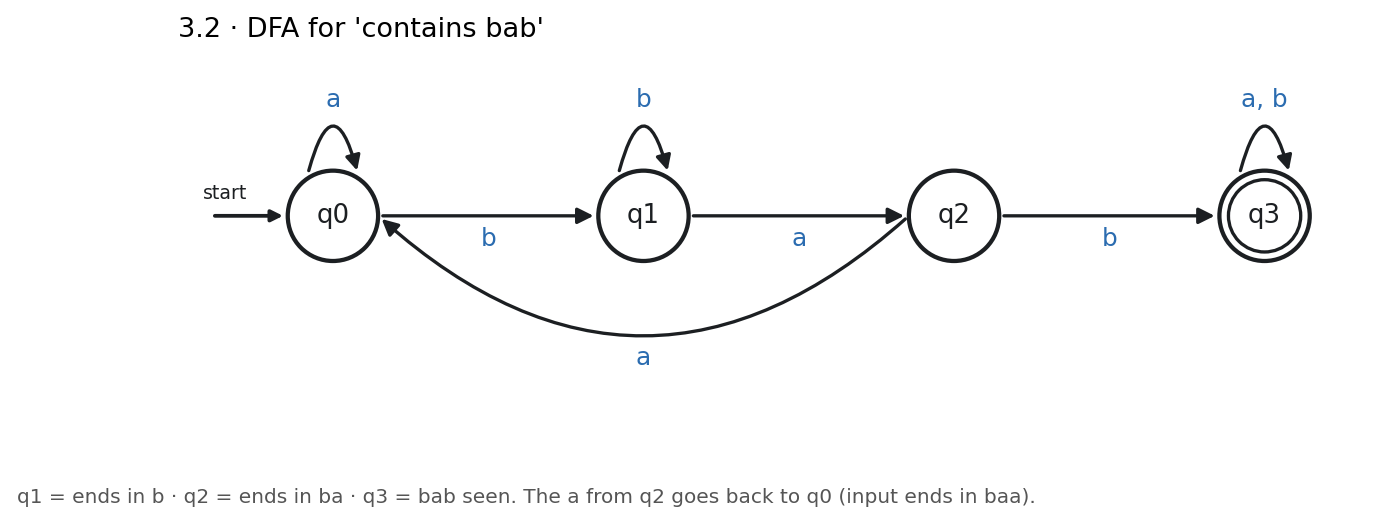 3.2 · DFA for 'contains bab'
a
b
a, b
start
q0
q1
q2
q3
b
a
b
a
q1 = ends in b · q2 = ends in ba · q3 = bab seen. The a from q2 goes back to q0 (input ends in baa).